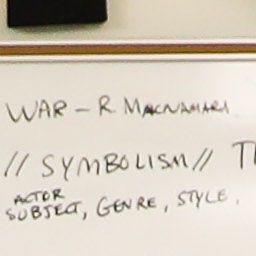 WAR - R MACNAMARA
// SYMBOLISM // T
ACTOR
SUBJECT, GENRE, STYLE,